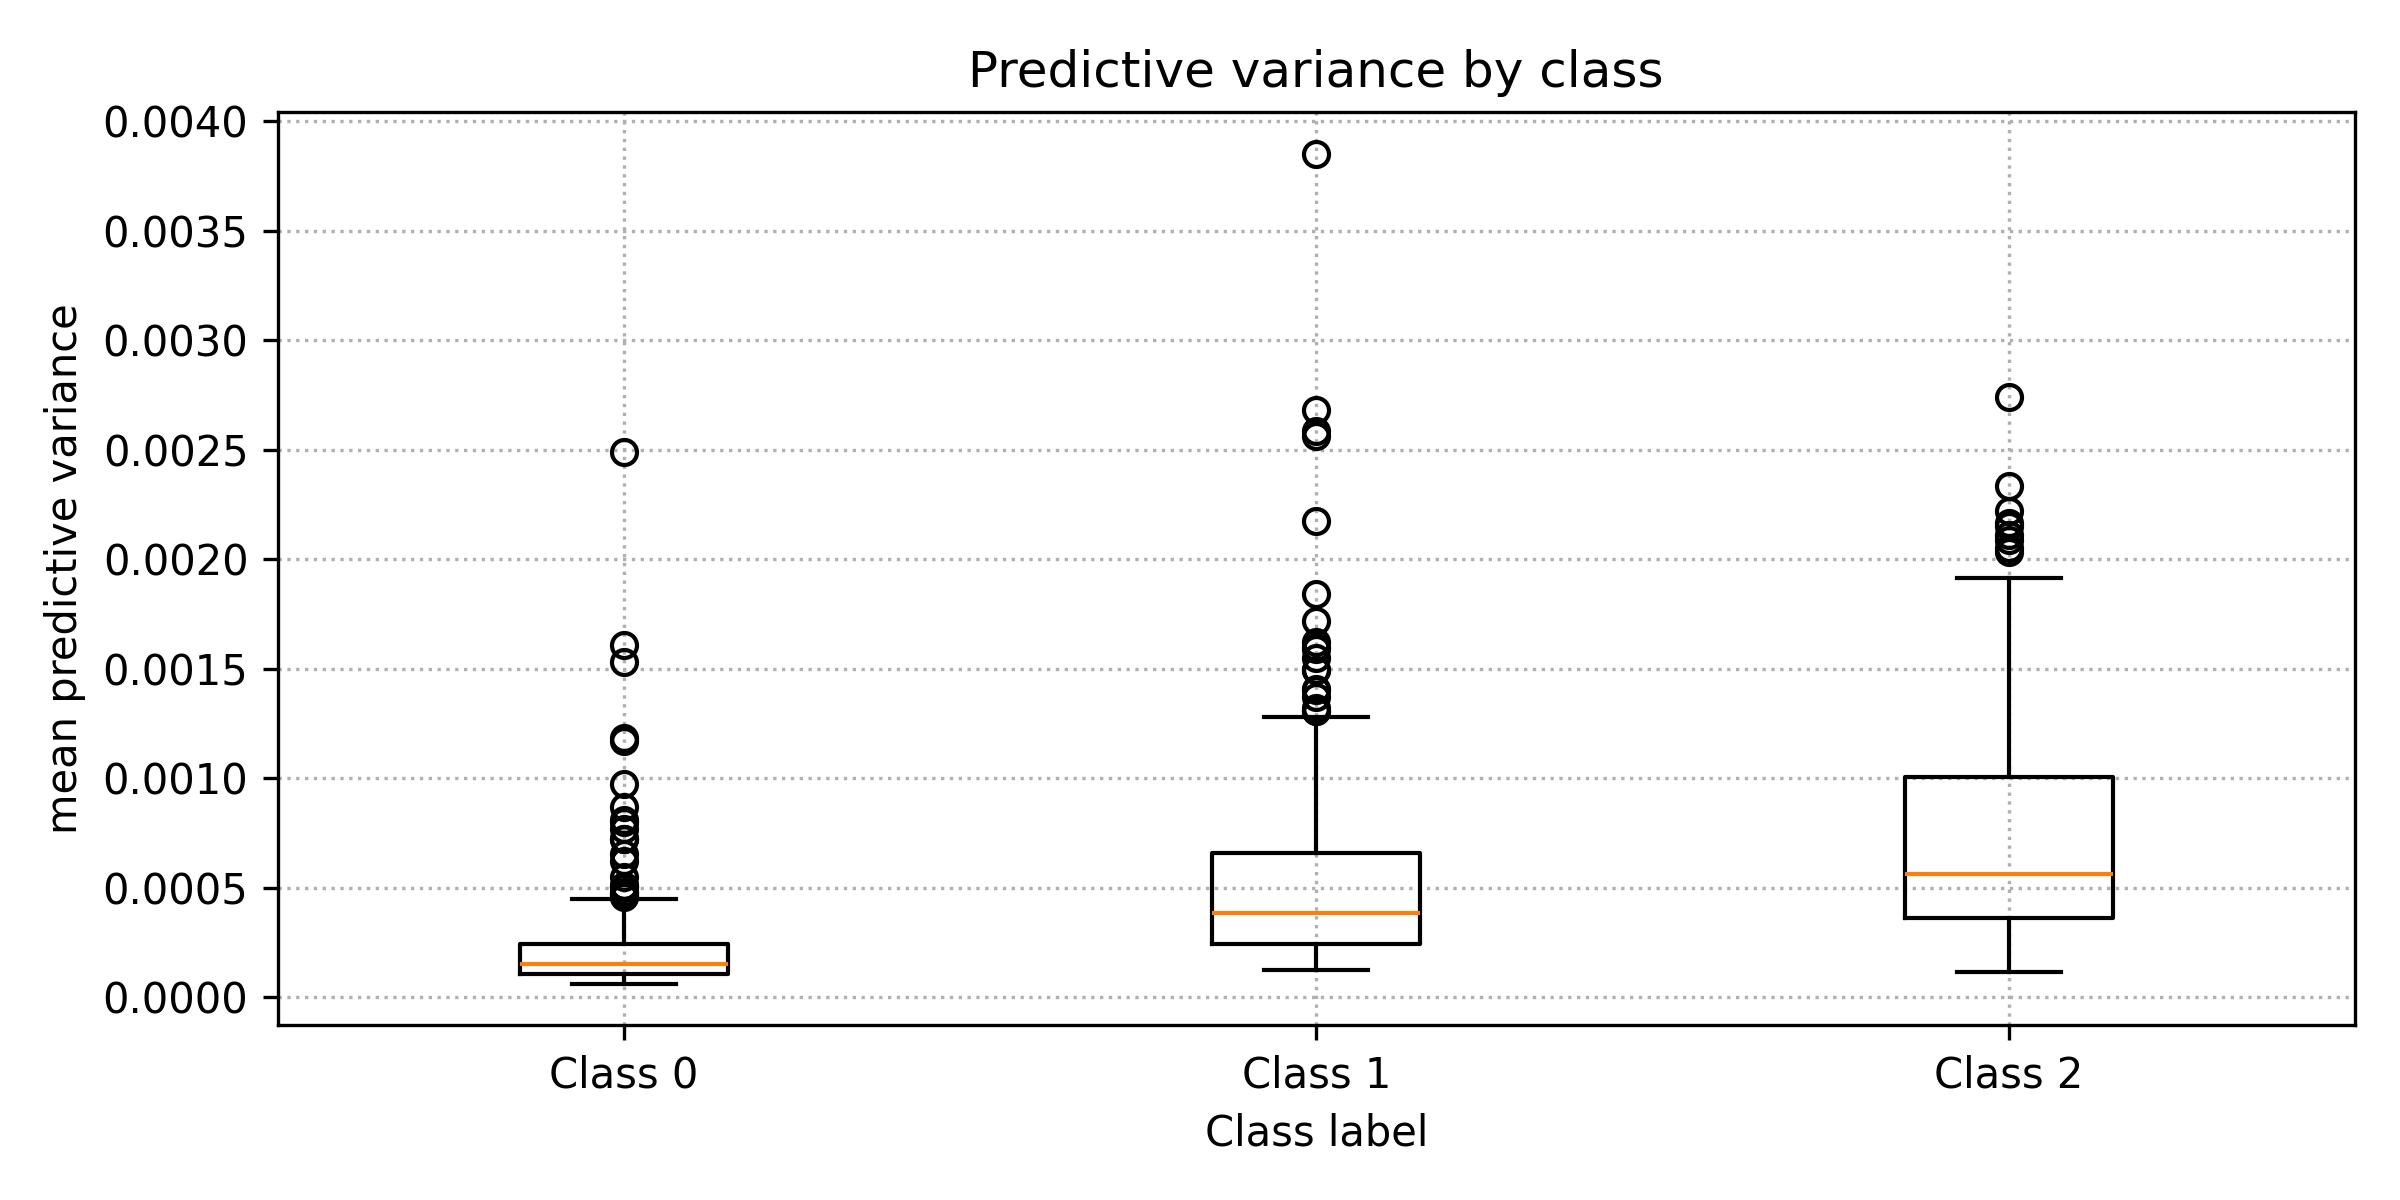 Predictive variance by class
0.0040
0.0035
0.0030
0.0025
0.0020
0.0015
0.0010
0.0005
0.0000
mean predictive variance
Class 0
Class 1
Class 2
Class label